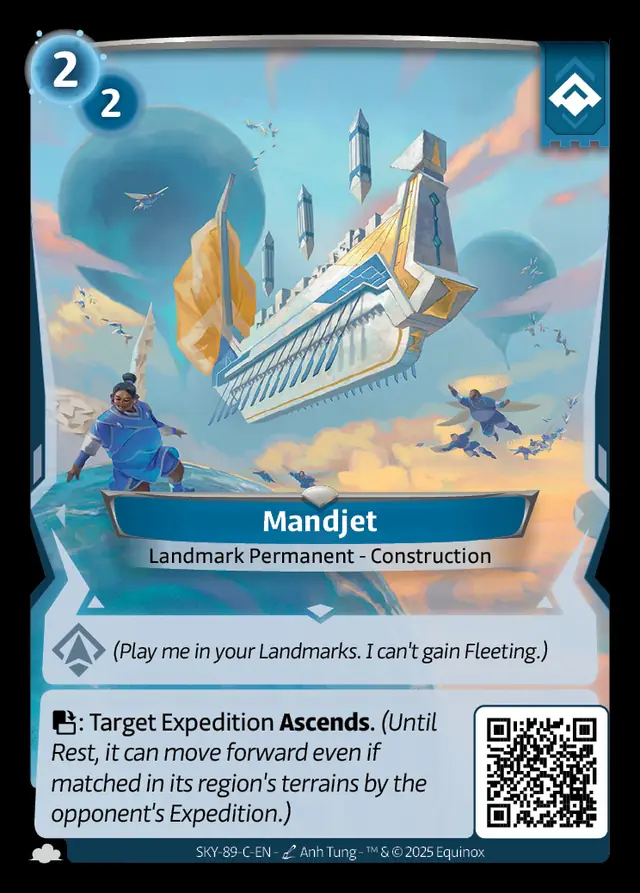 2
2
Mandjet
Landmark Permanent - Construction
(Play me in your Landmarks. I can't gain Fleeting.)
: Target Expedition Ascends. (Until
Rest, it can move forward even if
matched in its region's terrains by the
opponent's Expedition.)
SKY-89-C-EN - Anh Tung - ™ & © 2025 Equinox